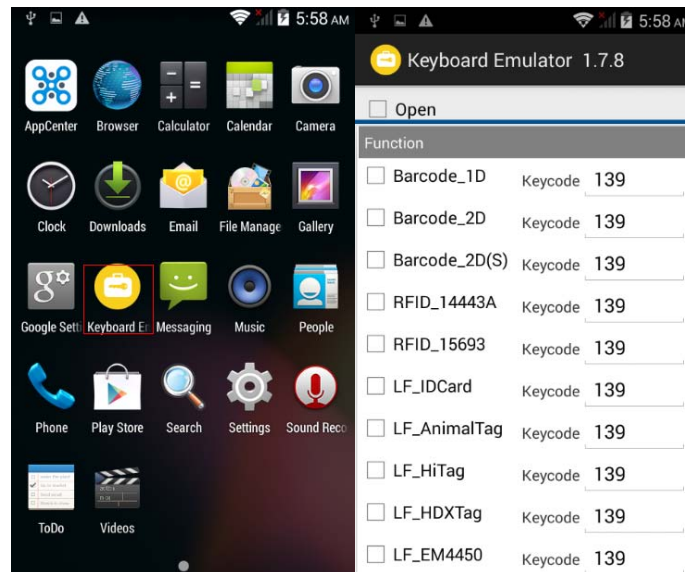 5:58 AM
AppCenter Browser Calculator Calendar Camera
Clock Downloads Email File Manage Gallery
Google Setti Keyboard Em Messaging Music People
Phone Play Store Search Settings Sound Reco
ToDo Videos
5:58 AM
Keyboard Emulator 1.7.8
Open
Function
Barcode_1D Keycode 139
Barcode_2D Keycode 139
Barcode_2D(S) Keycode 139
RFID_14443A Keycode 139
RFID_15693 Keycode 139
LF_IDCard Keycode 139
LF_AnimalTag Keycode 139
LF_HiTag Keycode 139
LF_HDXTag Keycode 139
LF_EM4450 Keycode 139